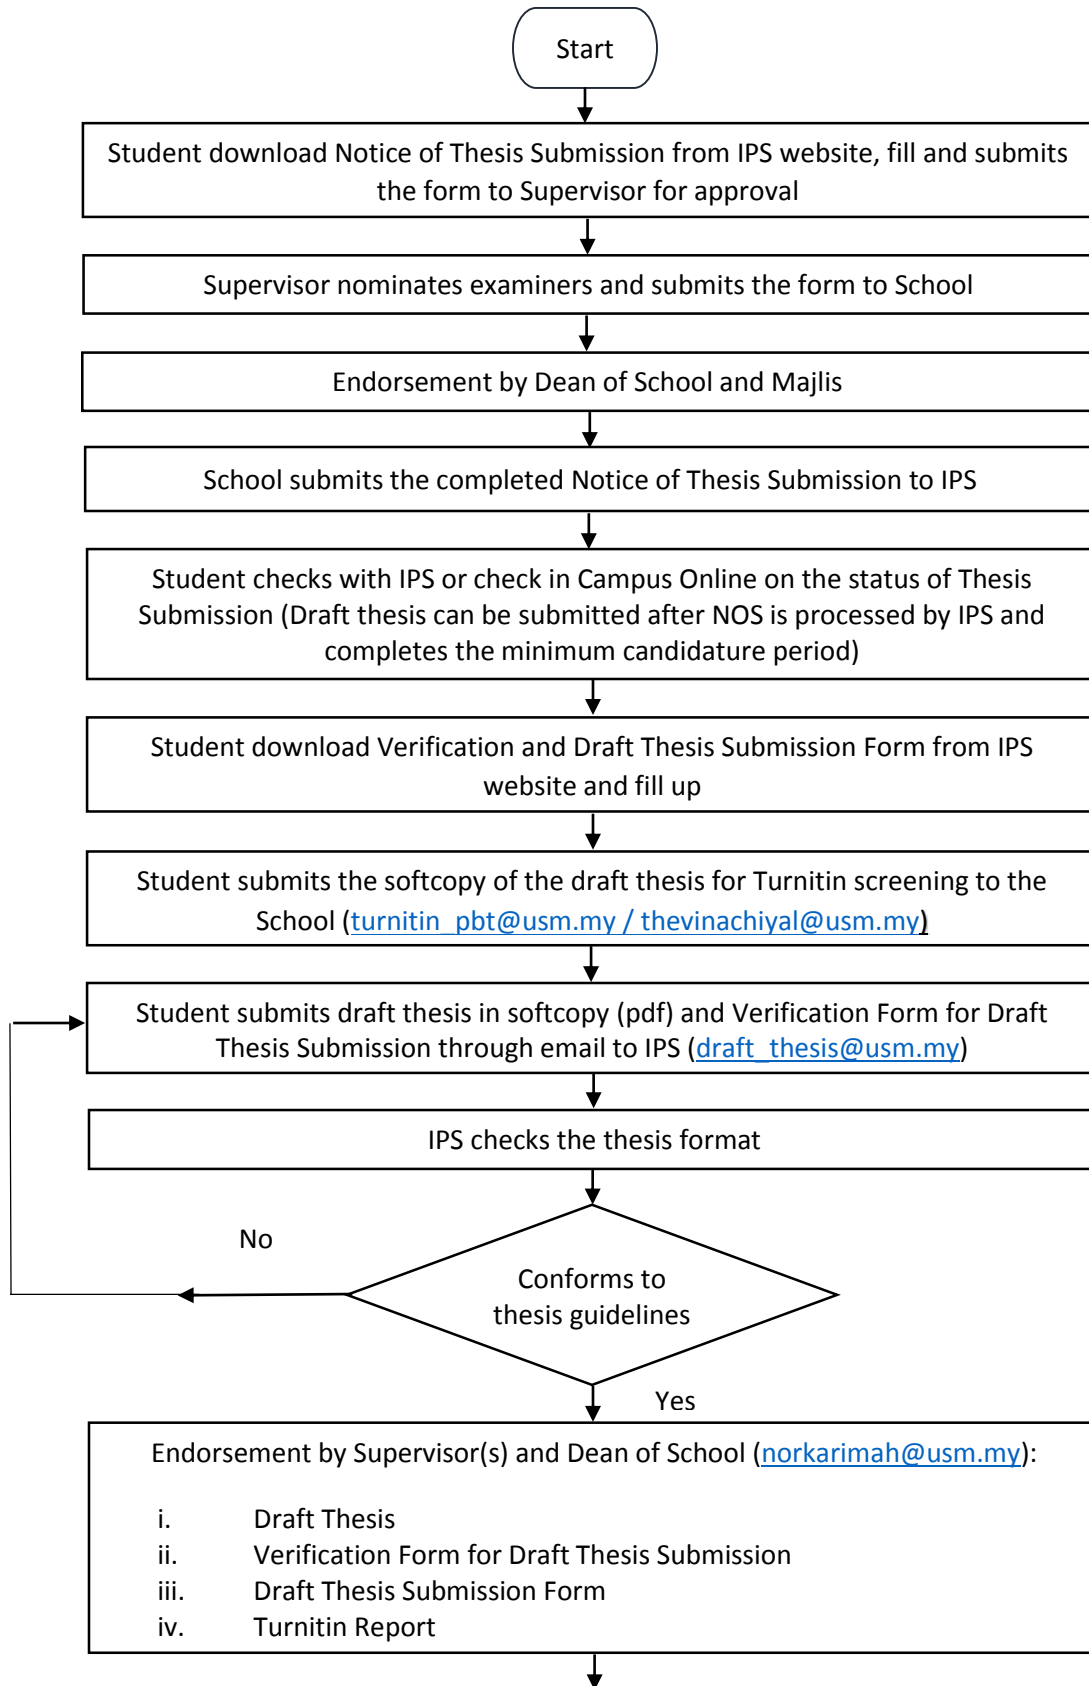 Start
Student download Notice of Thesis Submission from IPS website, fill and submits
the form to Supervisor for approval
Supervisor nominates examiners and submits the form to School
Endorsement by Dean of School and Majlis
School submits the completed Notice of Thesis Submission to IPS
Student checks with IPS or check in Campus Online on the status of Thesis
Submission (Draft thesis can be submitted after NOS is processed by IPS and
completes the minimum candidature period)
Student download Verification and Draft Thesis Submission Form from IPS
website and fill up
Student submits the softcopy of the draft thesis for Turnitin screening to the
School (turnitin_pbt@usm.my / thevinachiyal@usm.my)
Student submits draft thesis in softcopy (pdf) and Verification Form for Draft
Thesis Submission through email to IPS (draft_thesis@usm.my)
IPS checks the thesis format
No
Conforms to
thesis guidelines
Yes
Endorsement by Supervisor(s) and Dean of School (norkarimah@usm.my):
i. Draft Thesis
ii. Verification Form for Draft Thesis Submission
iii. Draft Thesis Submission Form
iv. Turnitin Report